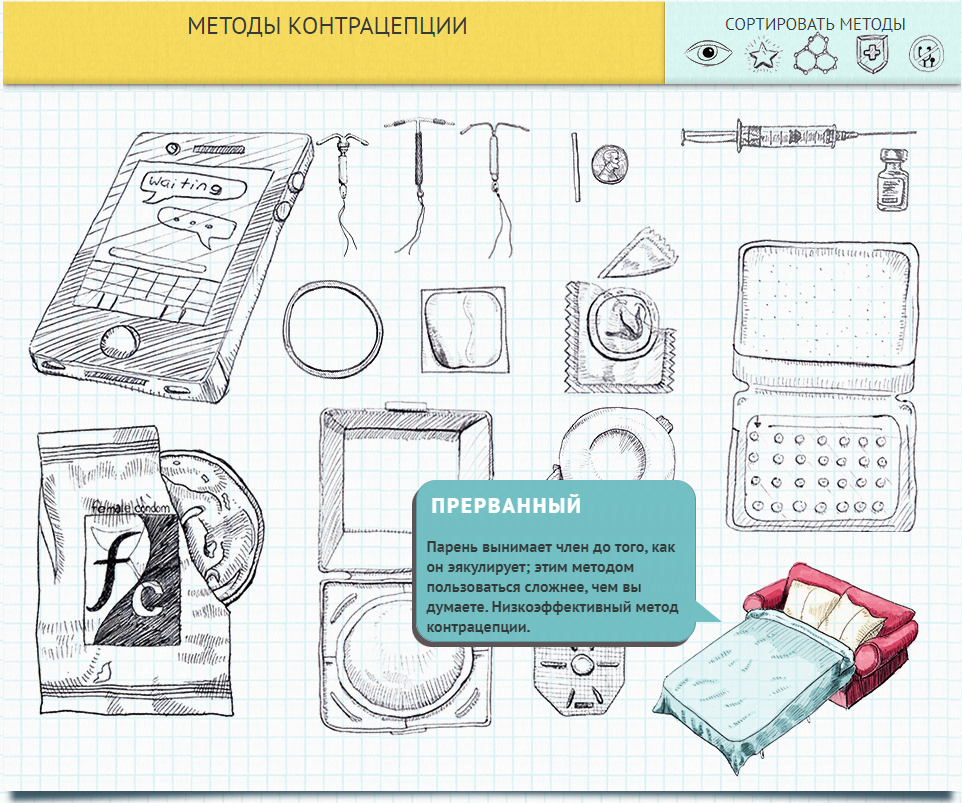 МЕТОДЫ КОНТРАЦЕПЦИИ
СОРТИРОВАТЬ МЕТОДЫ
waiting
female condom
fc
ПРЕРВАННЫЙ
Парень вынимает член до того, как
он эякулирует; этим методом
пользоваться сложнее, чем вы
думаете. Низкоэффективный метод
контрацепции.